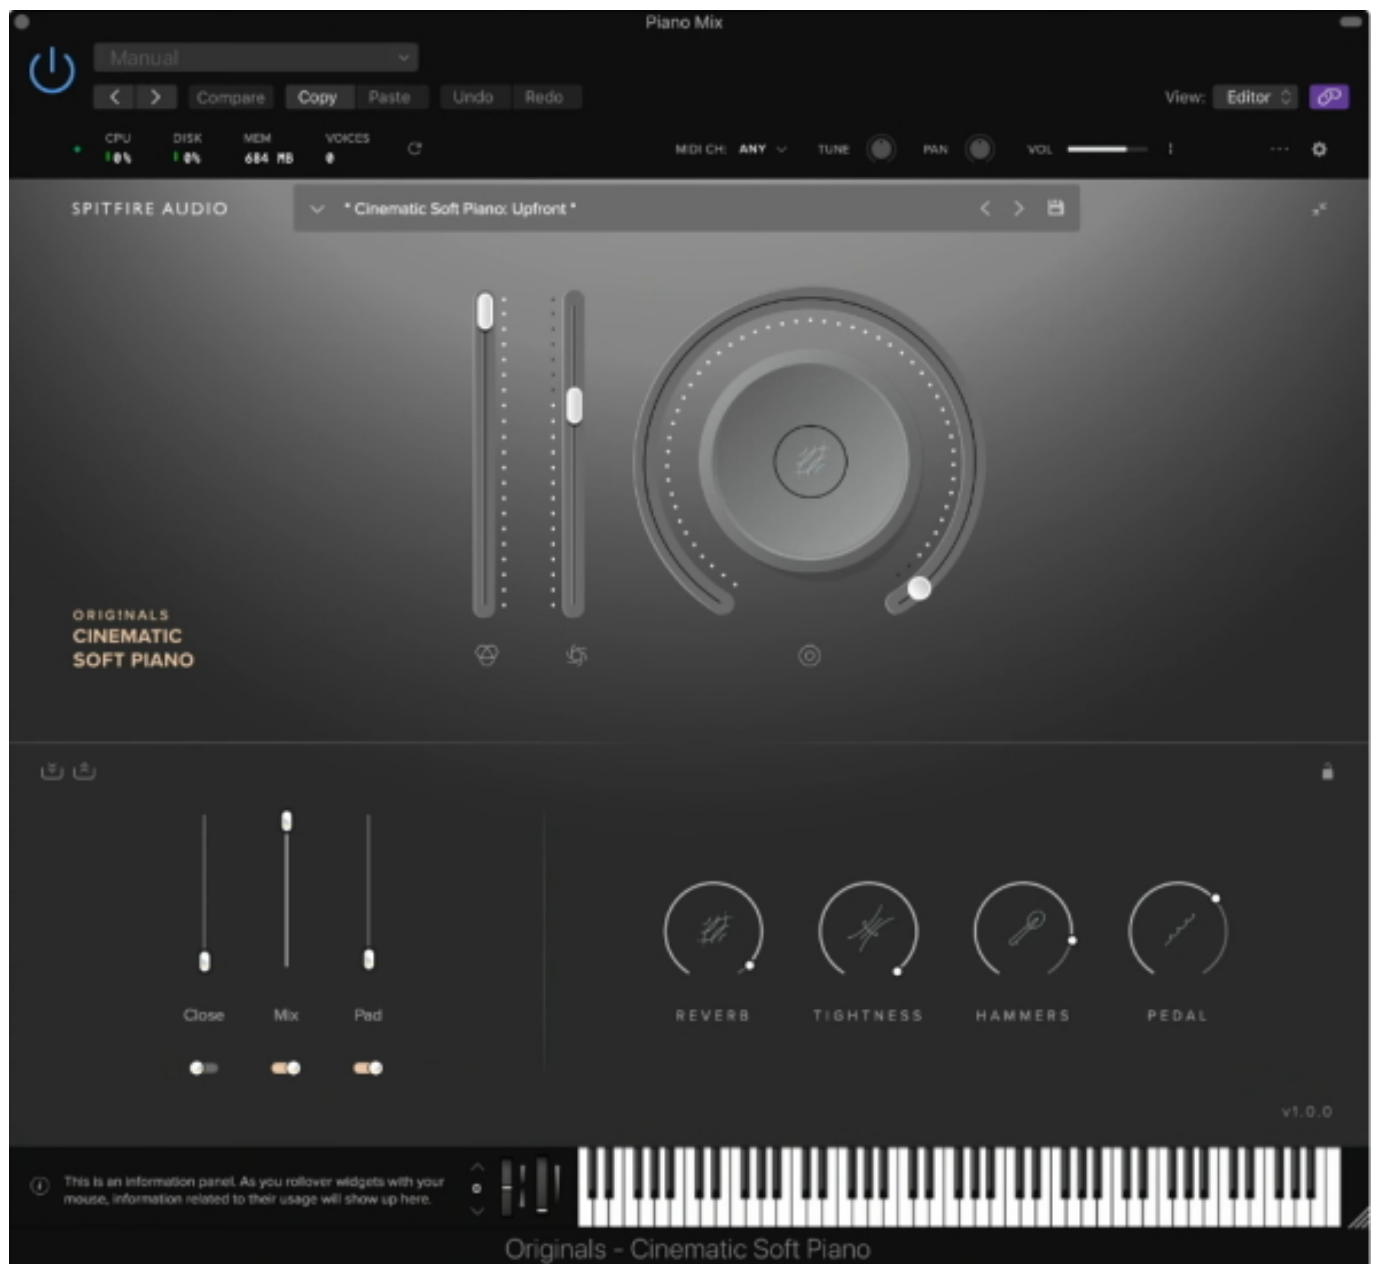 Piano Mix
Manual
Compare Copy Paste Undo Redo
View: Editor
CPU DISK MEM VOICES
0% 0% 684 MB 0
MIDI CH: ANY TUNE PAN VOL
SPITFIRE AUDIO
* Cinematic Soft Piano: Upfront *
ORIG!NALS
CINEMATIC
SOFT PIANO
Close Mix Pad
REVERB TIGHTNESS HAMMERS PEDAL
v1.0.0
This is an information panel. As you rollover widgets with your
mouse, information related to their usage will show up here.
Originals - Cinematic Soft Piano